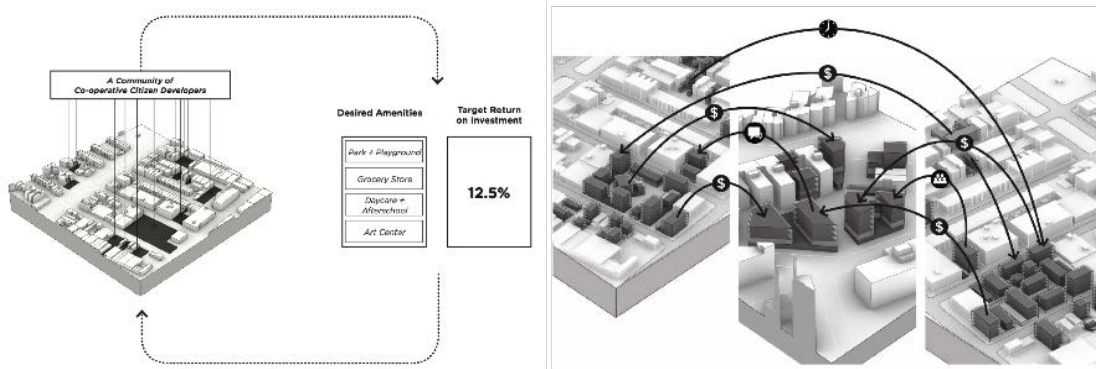 A Community of
Co-operative Citizen Developers
Desired Amenities
Park + Playground
Grocery Store
Daycare +
Afterschool
Art Center
Target Return
on Investment
12.5%
$
$
$
$
$